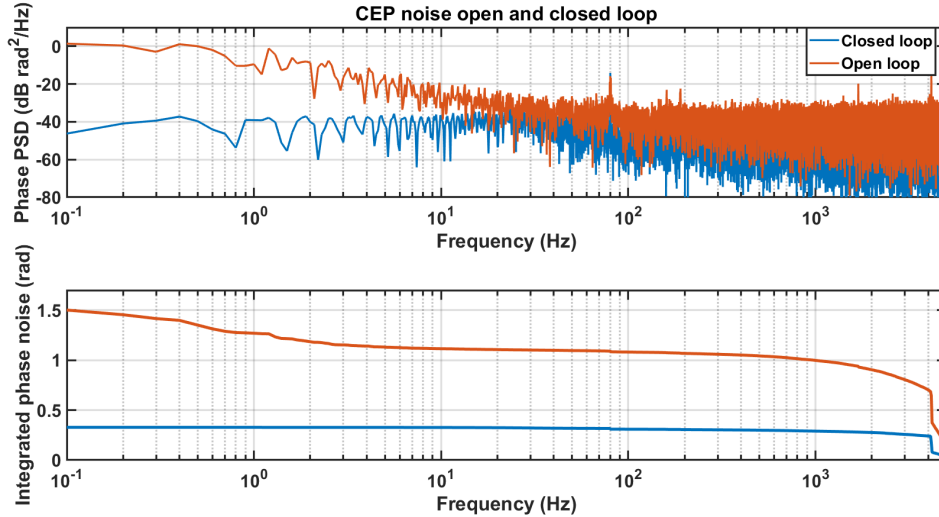 CEP noise open and closed loop
Phase PSD (dB rad²/Hz)
0
-20
-40
-60
-80
Closed loop
Open loop
10⁻¹ 10⁰ 10¹ 10² 10³
Frequency (Hz)
Integrated phase noise (rad)
1.5
1
0.5
0
10⁻¹ 10⁰ 10¹ 10² 10³
Frequency (Hz)